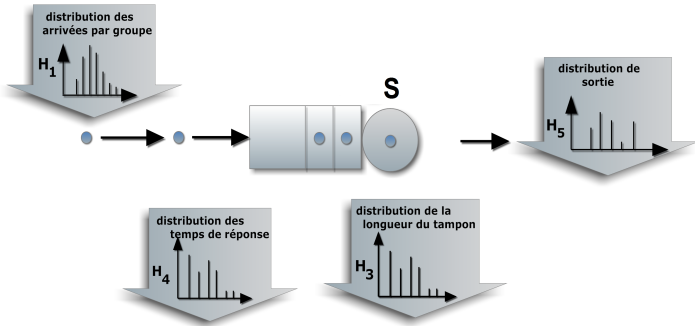 distribution des
arrivées par groupe
H1
S
distribution de
sortie
H5
distribution des
temps de réponse
H4
distribution de la
longueur du tampon
H3